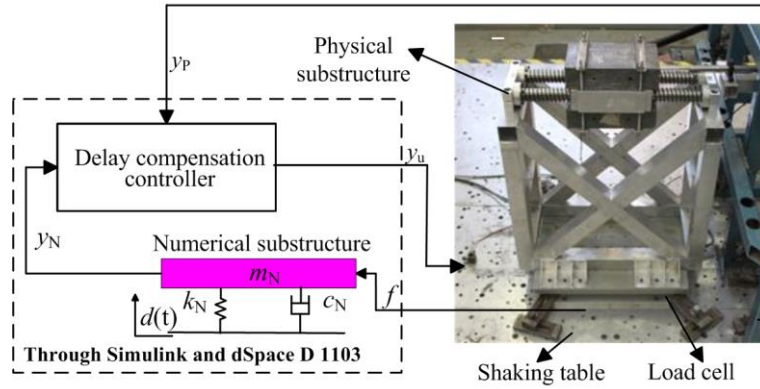 Physical
substructure
y_P
Delay compensation
controller
y_u
y_N
Numerical substructure
m_N
k_N
c_N
f
d(t)
Through Simulink and dSpace D 1103
Shaking table
Load cell